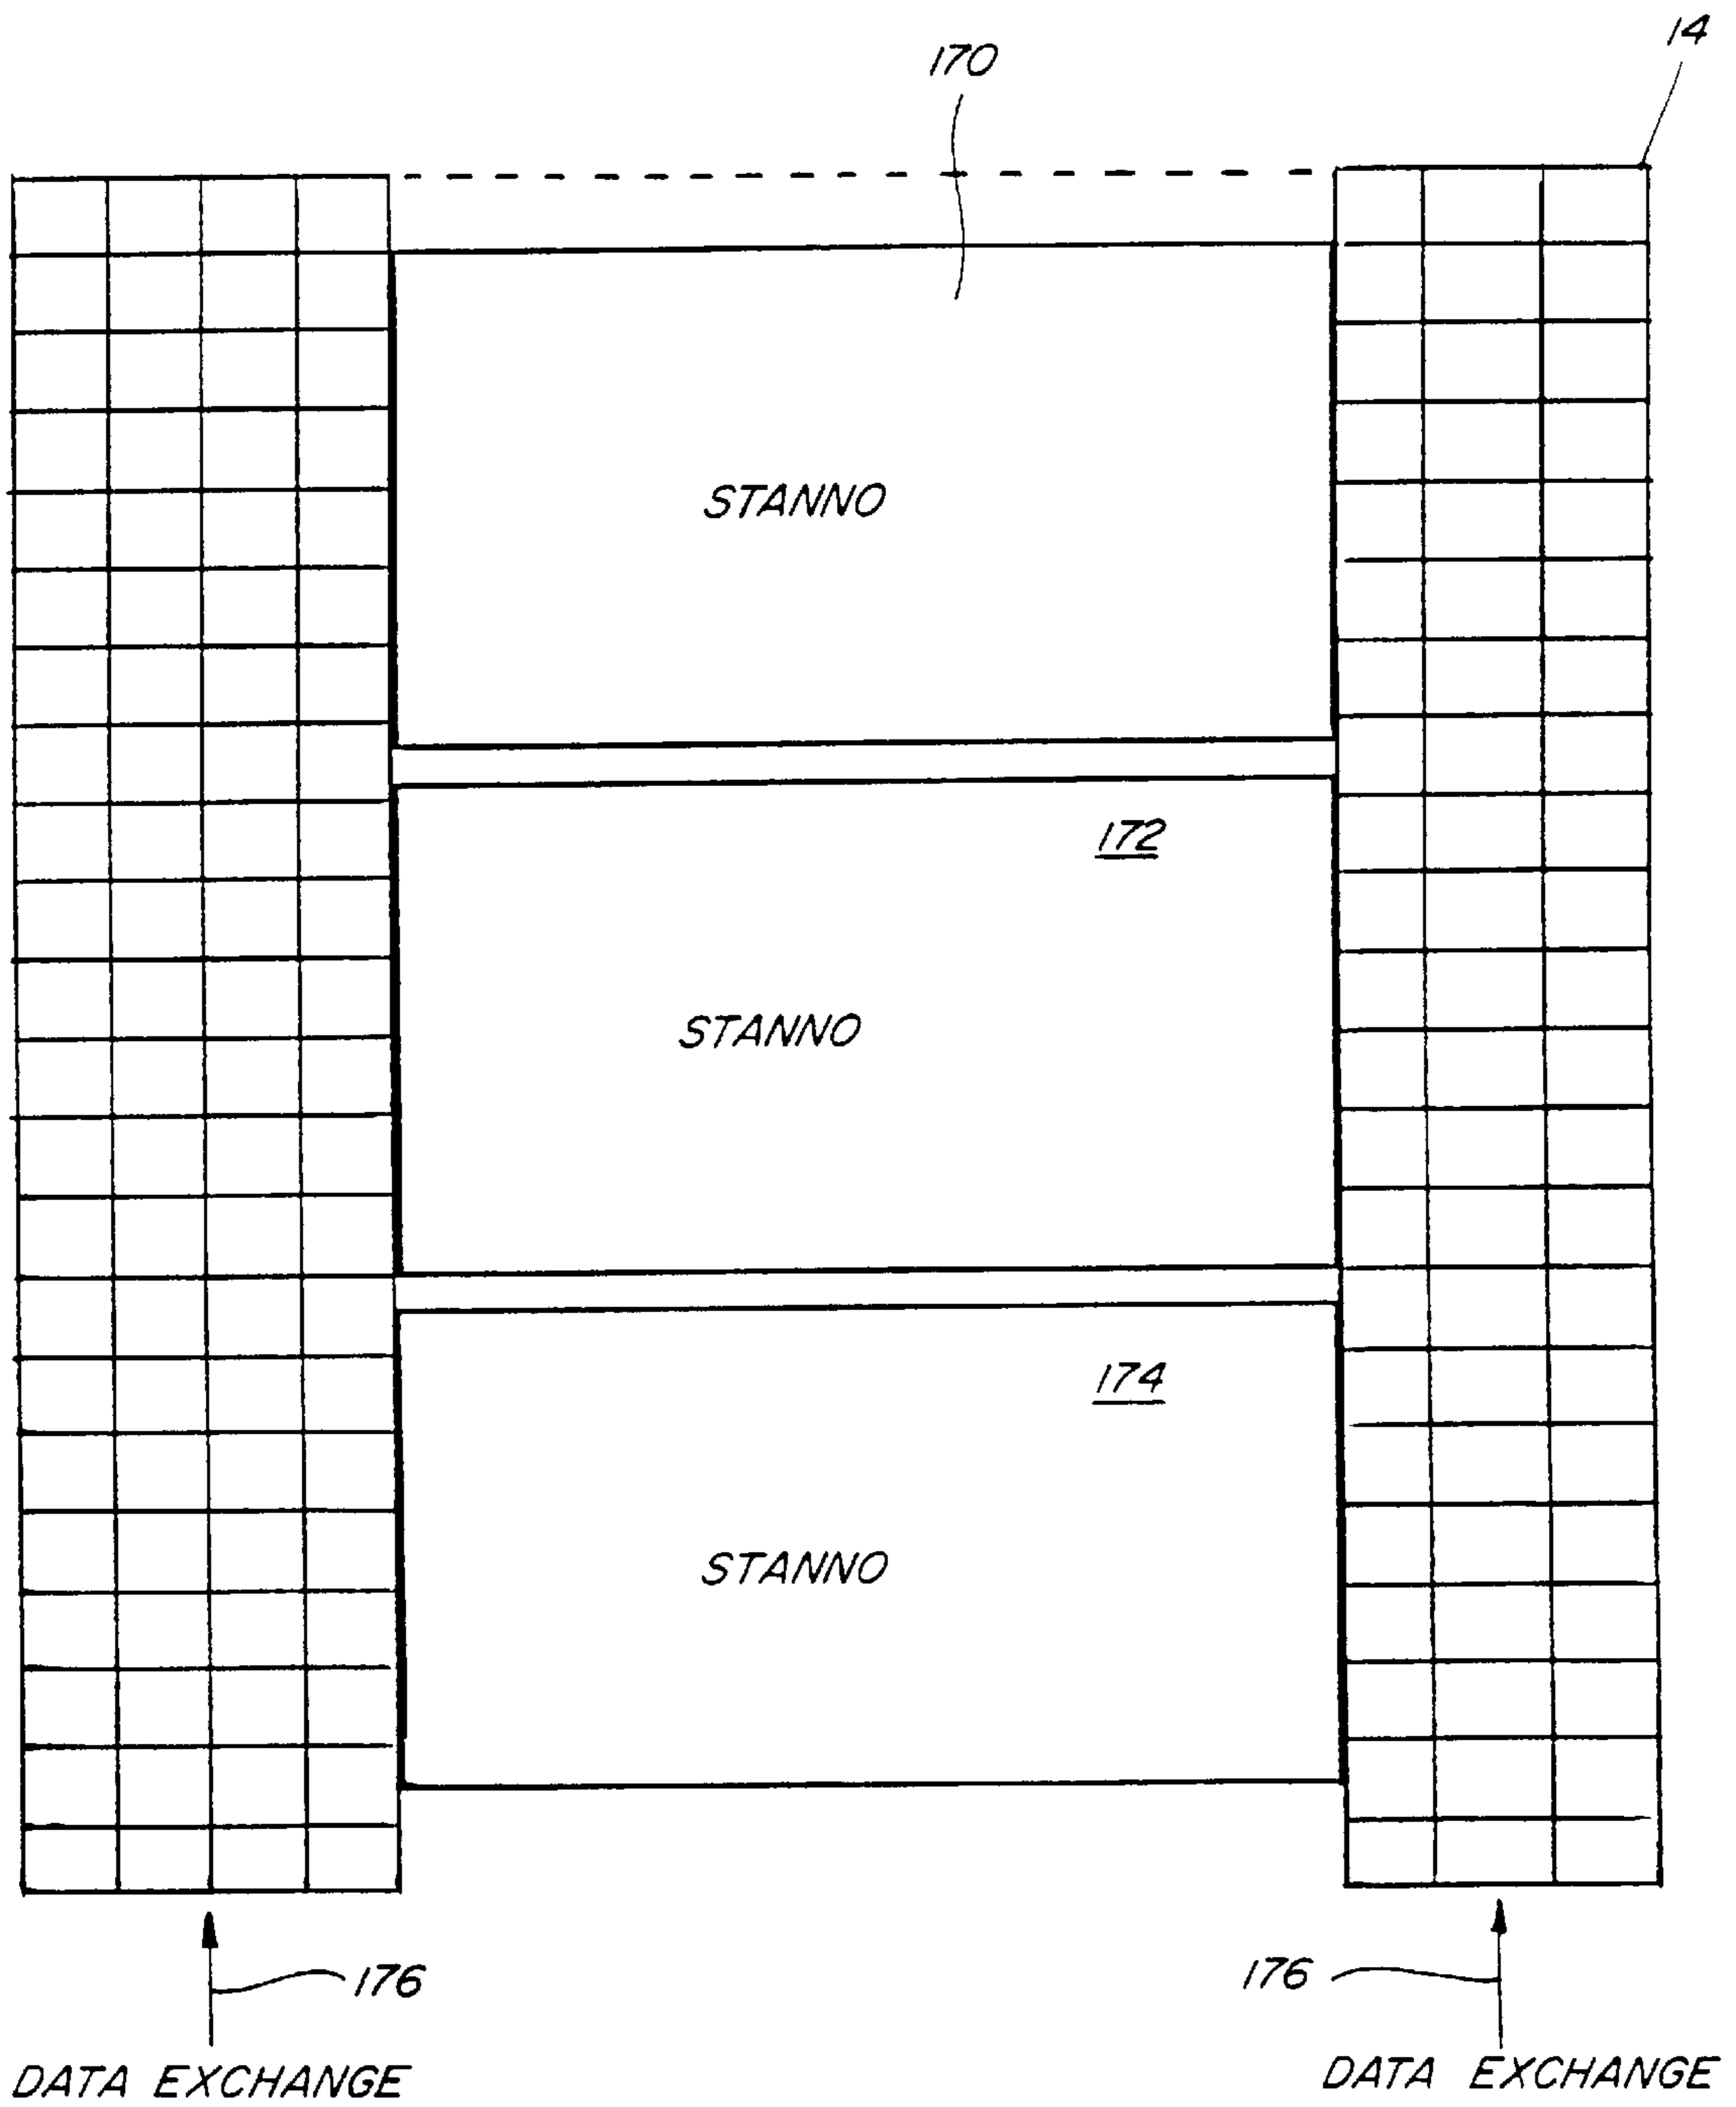 14
170
STANNO
172
STANNO
174
STANNO
176
176
DATA EXCHANGE
DATA EXCHANGE